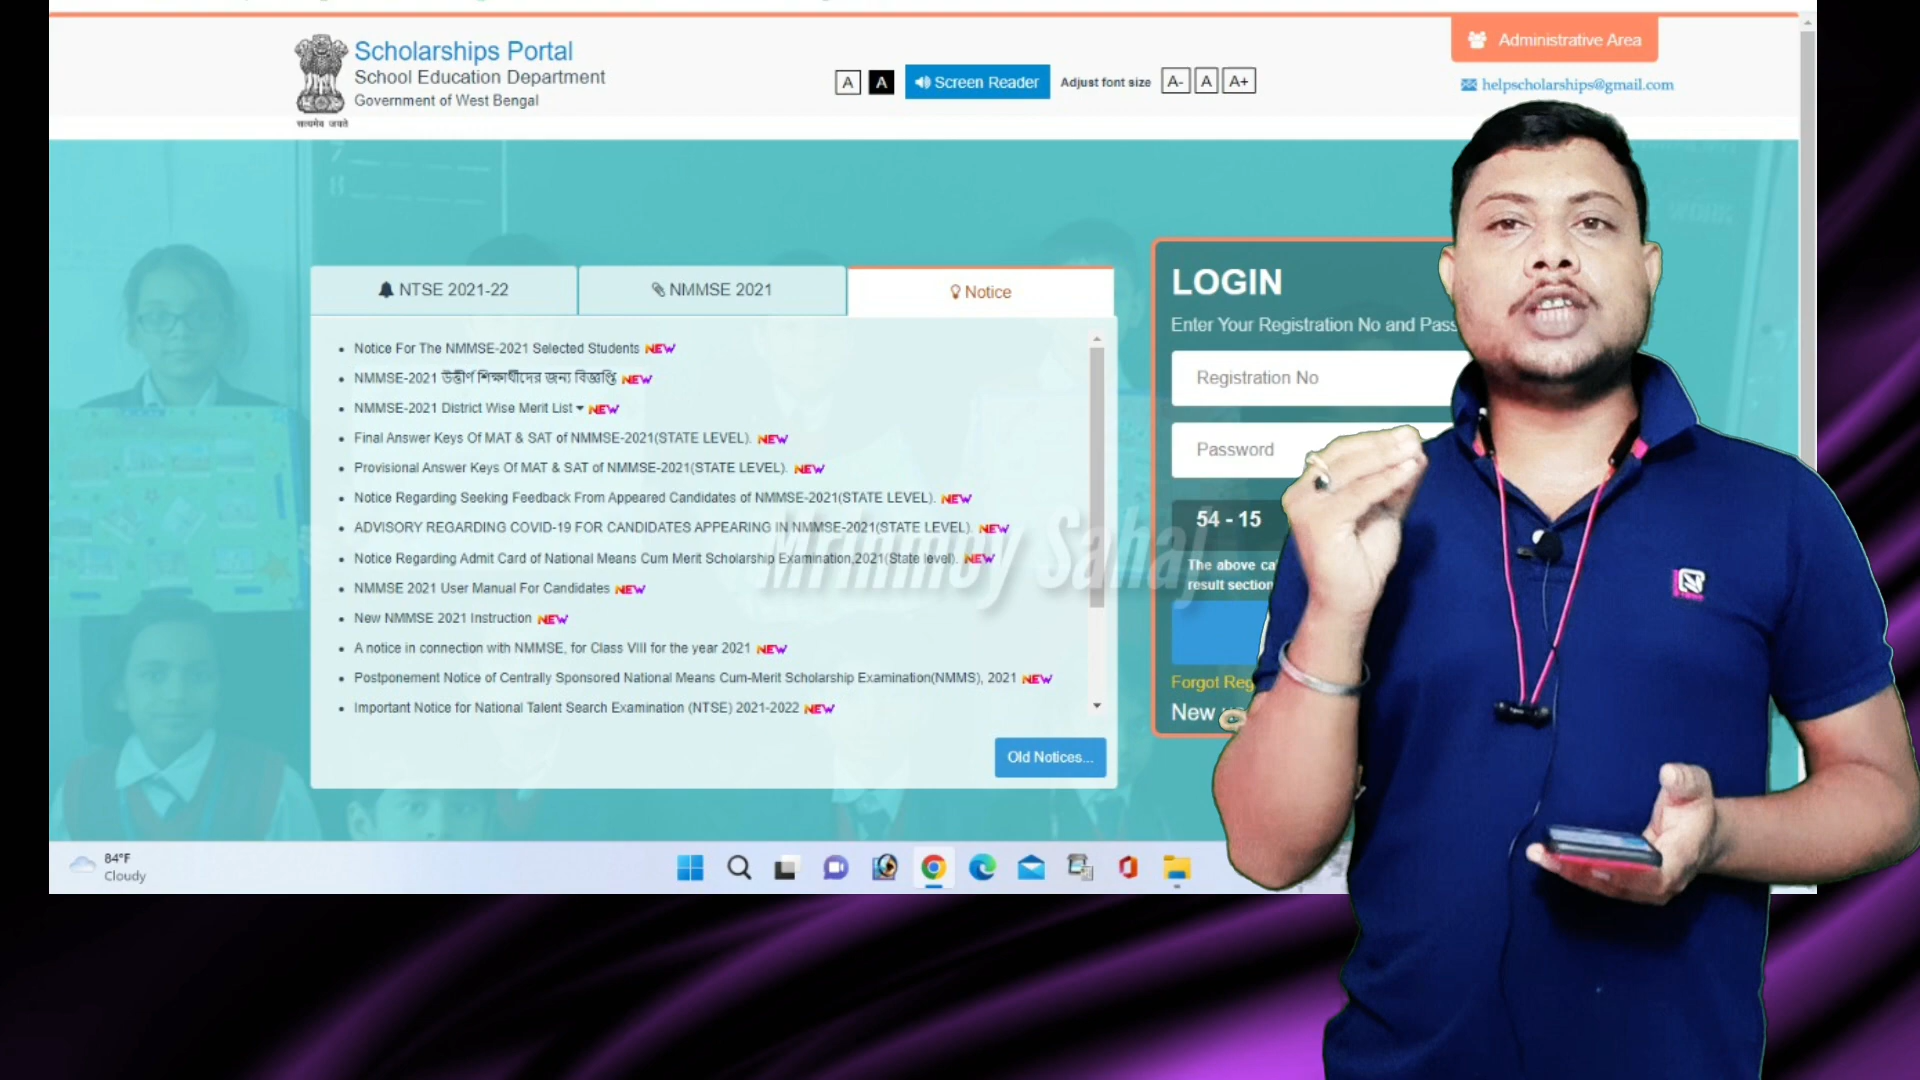 Scholarships Portal
School Education Department
Government of West Bengal
सत्यमेव जयते
A
A
Screen Reader
Adjust font size
A-
A
A+
Administrative Area
helpscholarships@gmail.com
NTSE 2021-22
NMMSE 2021
Notice
Notice For The NMMSE-2021 Selected Students NEW
NMMSE-2021 উত্তীর্ণ শিক্ষার্থীদের জন্য বিজ্ঞপ্তি NEW
NMMSE-2021 District Wise Merit List NEW
Final Answer Keys Of MAT & SAT of NMMSE-2021(STATE LEVEL). NEW
Provisional Answer Keys Of MAT & SAT of NMMSE-2021(STATE LEVEL). NEW
Notice Regarding Seeking Feedback From Appeared Candidates of NMMSE-2021(STATE LEVEL). NEW
ADVISORY REGARDING COVID-19 FOR CANDIDATES APPEARING IN NMMSE-2021(STATE LEVEL). NEW
Notice Regarding Admit Card of National Means Cum Merit Scholarship Examination,2021(State level). NEW
NMMSE 2021 User Manual For Candidates NEW
New NMMSE 2021 Instruction NEW
A notice in connection with NMMSE, for Class VIII for the year 2021 NEW
Postponement Notice of Centrally Sponsored National Means Cum-Merit Scholarship Examination(NMMS), 2021 NEW
Important Notice for National Talent Search Examination (NTSE) 2021-2022 NEW
Old Notices...
LOGIN
Enter Your Registration No and Pass
Registration No
Password
54 - 15
The above ca
result section
Forgot Reg
New
Mrinmoy Sahaj
84°F
Cloudy